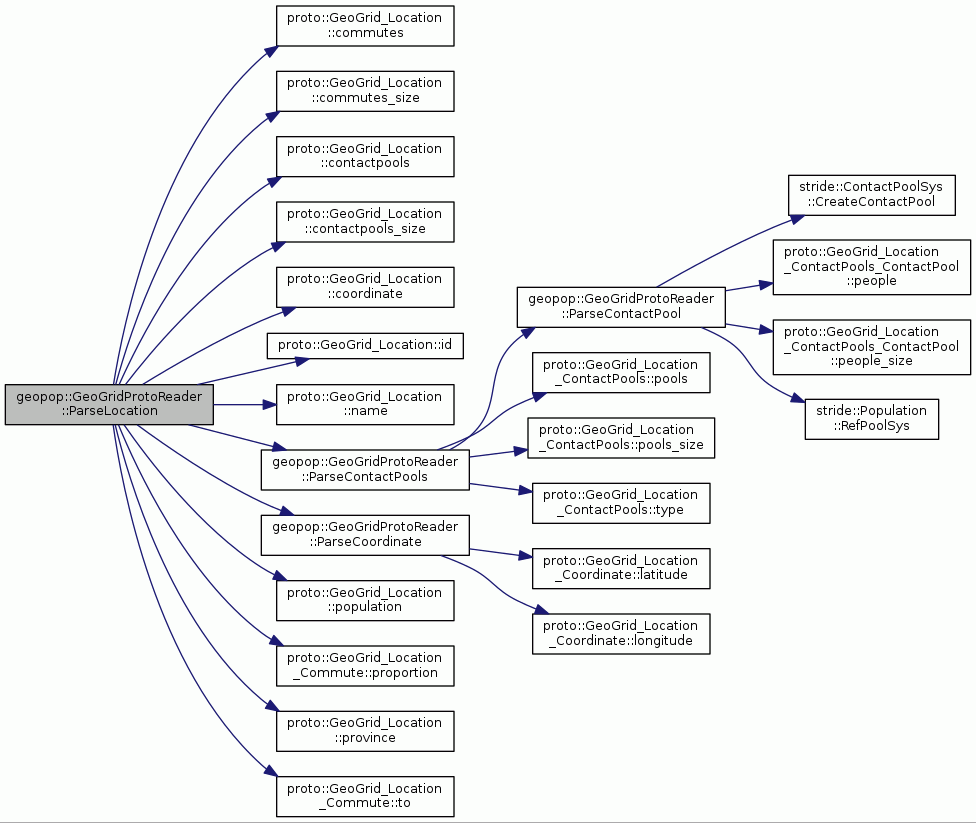 proto::GeoGrid_Location
::commutes
proto::GeoGrid_Location
::commutes_size
proto::GeoGrid_Location
::contactpools
proto::GeoGrid_Location
::contactpools_size
proto::GeoGrid_Location
::coordinate
proto::GeoGrid_Location::id
geopop::GeoGridProtoReader
::ParseLocation
proto::GeoGrid_Location
::name
geopop::GeoGridProtoReader
::ParseContactPools
geopop::GeoGridProtoReader
::ParseCoordinate
proto::GeoGrid_Location
::population
proto::GeoGrid_Location
_Commute::proportion
proto::GeoGrid_Location
::province
proto::GeoGrid_Location
_Commute::to
geopop::GeoGridProtoReader
::ParseContactPool
proto::GeoGrid_Location
_ContactPools::pools
proto::GeoGrid_Location
_ContactPools::pools_size
proto::GeoGrid_Location
_ContactPools::type
proto::GeoGrid_Location
_Coordinate::latitude
proto::GeoGrid_Location
_Coordinate::longitude
stride::ContactPoolSys
::CreateContactPool
proto::GeoGrid_Location
_ContactPools_ContactPool
::people
proto::GeoGrid_Location
_ContactPools_ContactPool
::people_size
stride::Population
::RefPoolSys